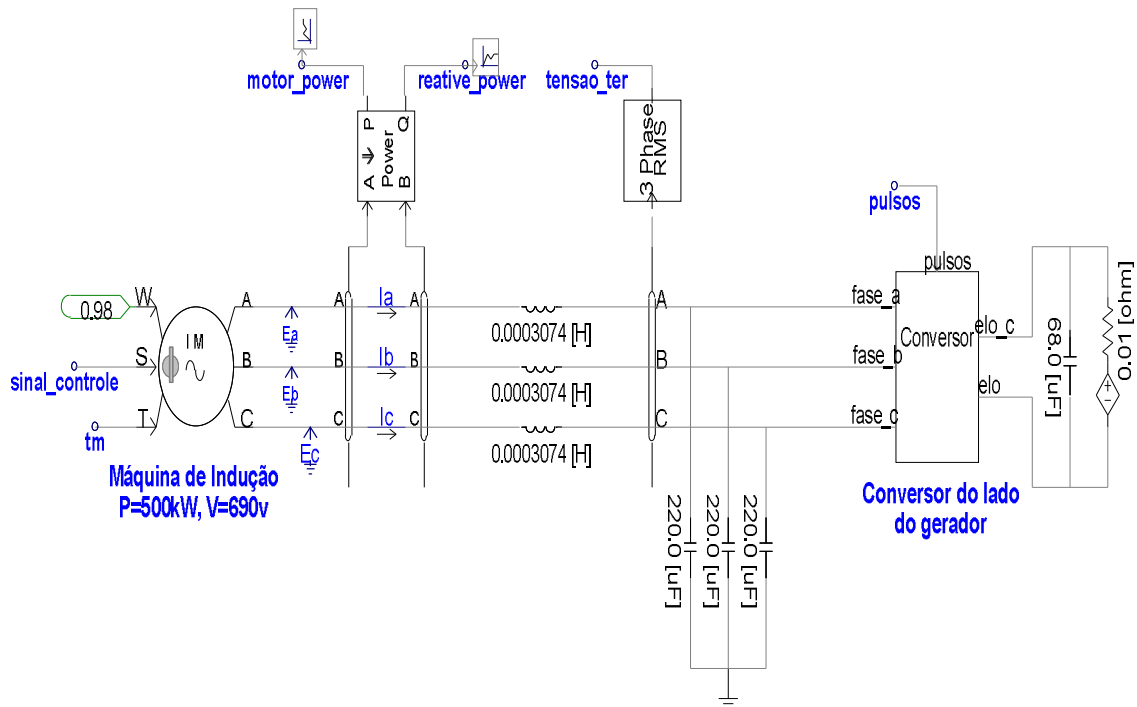 motor_power
reative_power
tensao_ter
P
Q
A
B
Power
3 Phase
RMS
pulsos
pulsos
0.98
W
S
T
I M
A
B
C
sinal_controle
tm
Ea
Eb
Ec
A
B
C
Ia
Ib
Ic
A
B
C
0.0003074 [H]
0.0003074 [H]
0.0003074 [H]
A
B
C
fase_a
fase_b
fase_c
Conversor
elo_c
elo
68.0 [uF]
0.01 [ohm]
+
-
Máquina de Indução
P=500kW, V=690v
Conversor do lado
do gerador
220.0 [uF]
220.0 [uF]
220.0 [uF]